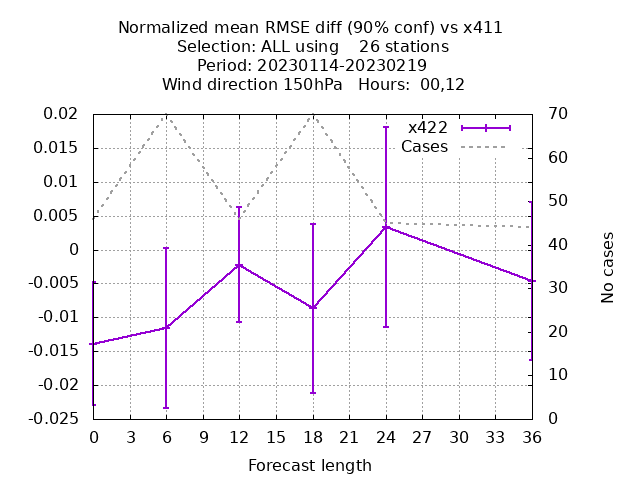 Normalized mean RMSE diff (90% conf) vs x411
Selection: ALL using    26 stations
Period: 20230114-20230219
Wind direction 150hPa   Hours:  00,12
0.02
0.015
0.01
0.005
0
-0.005
-0.01
-0.015
-0.02
-0.025
70
60
50
40
30
20
10
0
x422
Cases
No cases
0 3 6 9 12 15 18 21 24 27 30 33 36
Forecast length